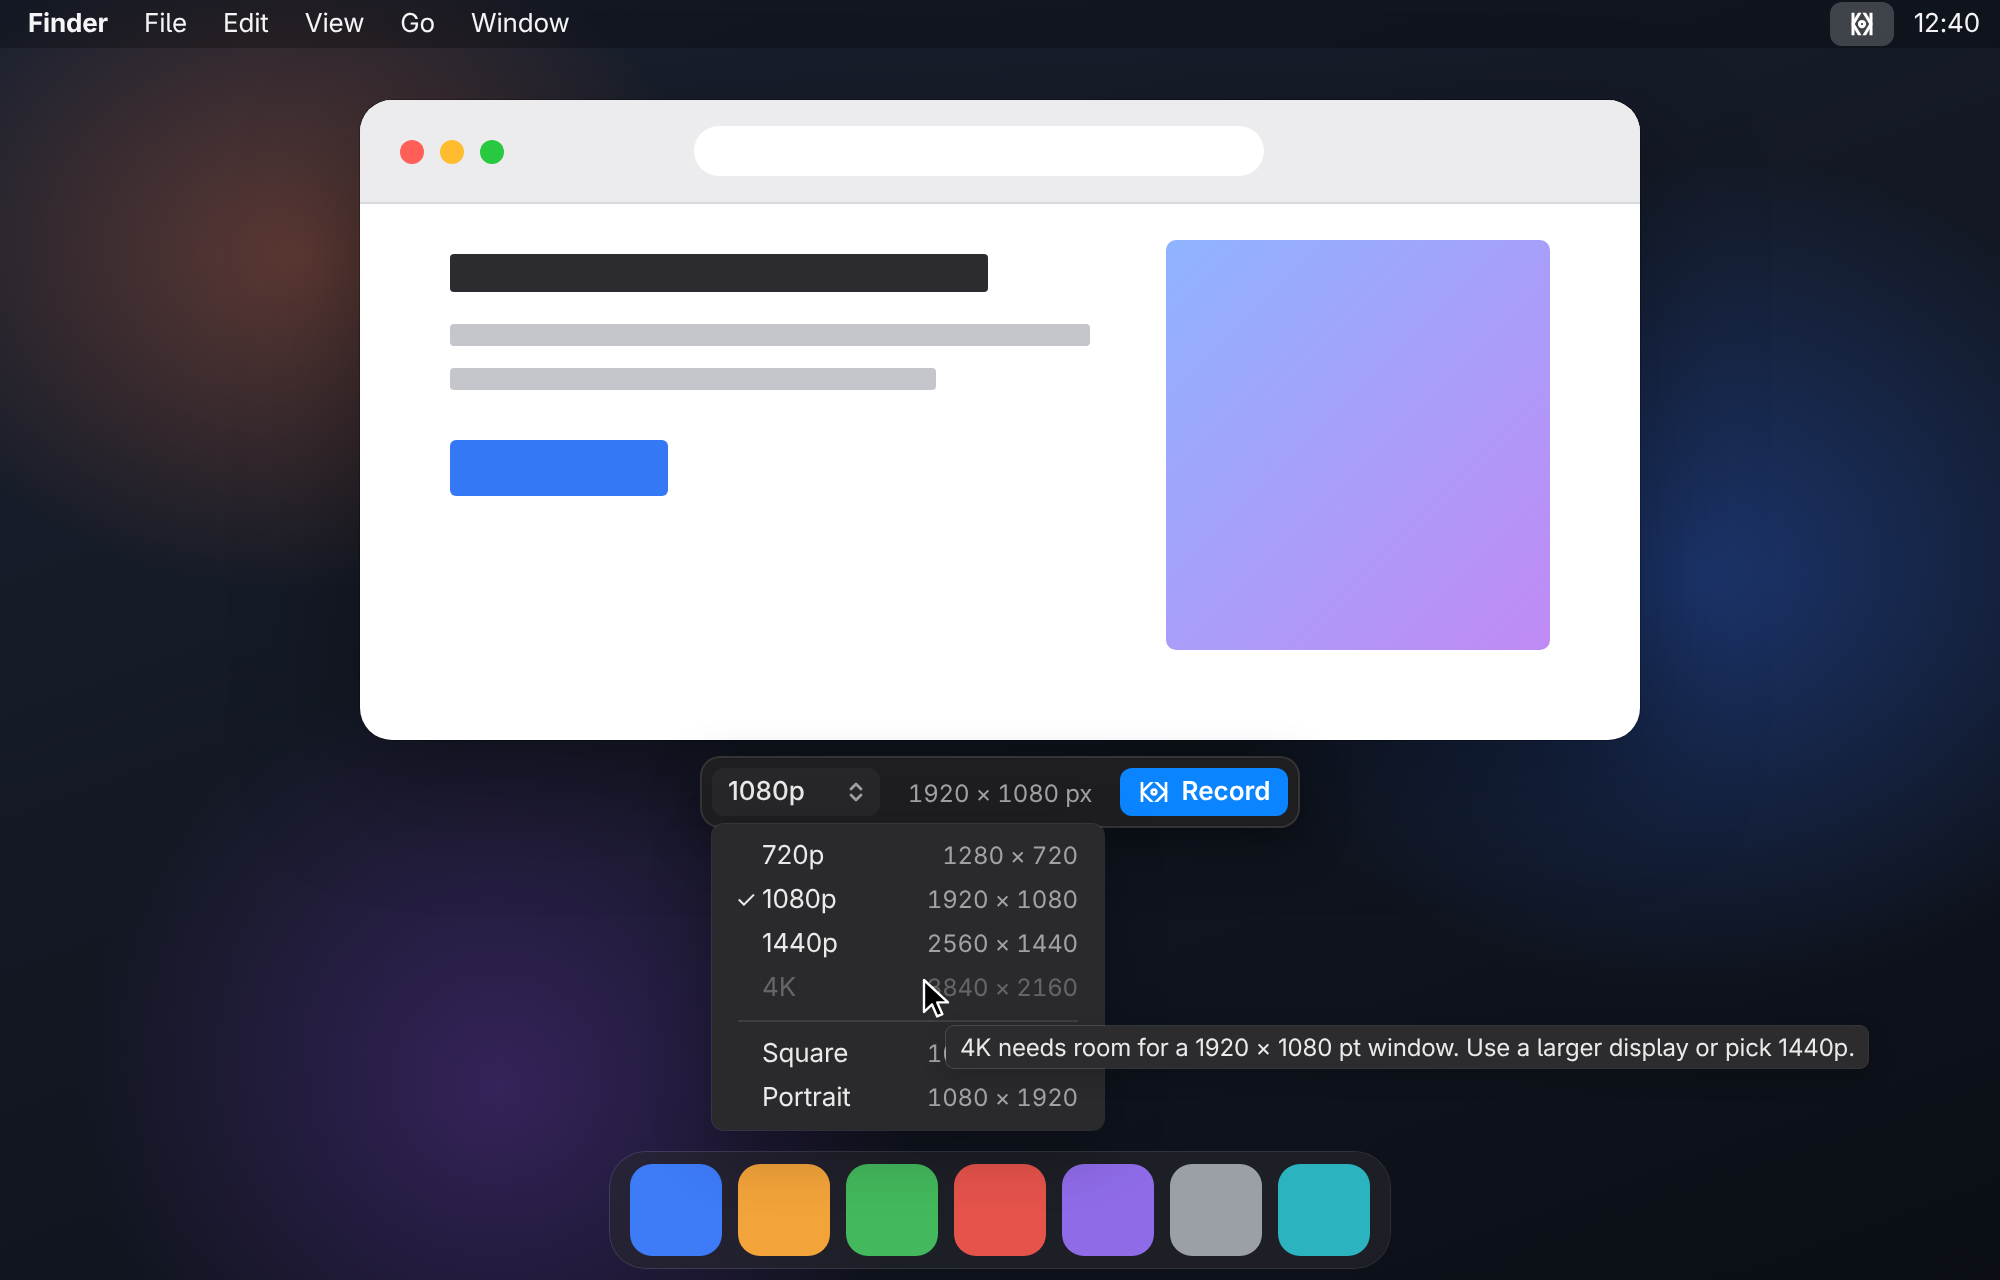 Finder File Edit View Go Window 12:40
1080p 1920 × 1080 px Record
720p 1280 × 720
1080p 1920 × 1080
1440p 2560 × 1440
4K 3840 × 2160
4K needs room for a 1920 × 1080 pt window. Use a larger display or pick 1440p.
Square
Portrait 1080 × 1920